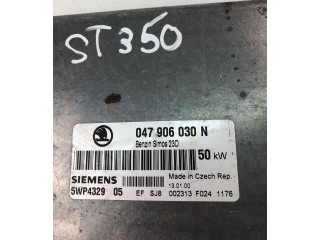 ST350
047 906 030 N
Benzin Simos 23D
50 kW
SIEMENS
Made in Czech Rep.
13.01.00
5WP4329 05 EF SJ8 002313 F024 1176